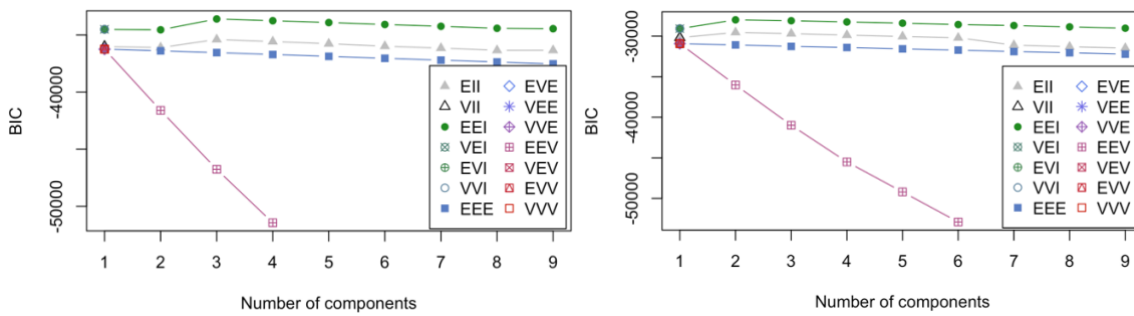 BIC
-40000
-50000
EII EVE
VII VEE
EEI VVE
VEI EEV
EVI VEV
VVI EVV
EEE VVV
1 2 3 4 5 6 7 8 9
Number of components
BIC
-30000
-40000
-50000
EII EVE
VII VEE
EEI VVE
VEI EEV
EVI VEV
VVI EVV
EEE VVV
1 2 3 4 5 6 7 8 9
Number of components